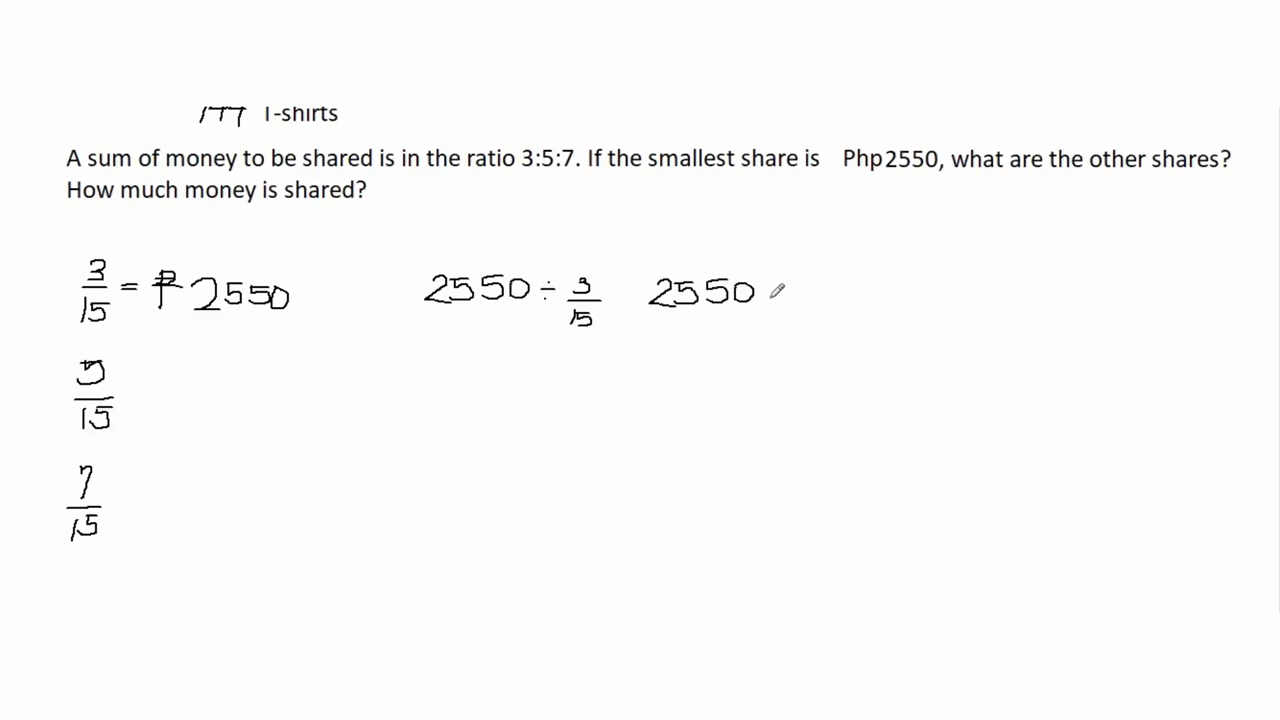 T-shirts
A sum of money to be shared is in the ratio 3:5:7. If the smallest share is Php2550, what are the other shares?
How much money is shared?
3/15 = ₱2550 2550 ÷ 3/15 2550
5/15
7/15